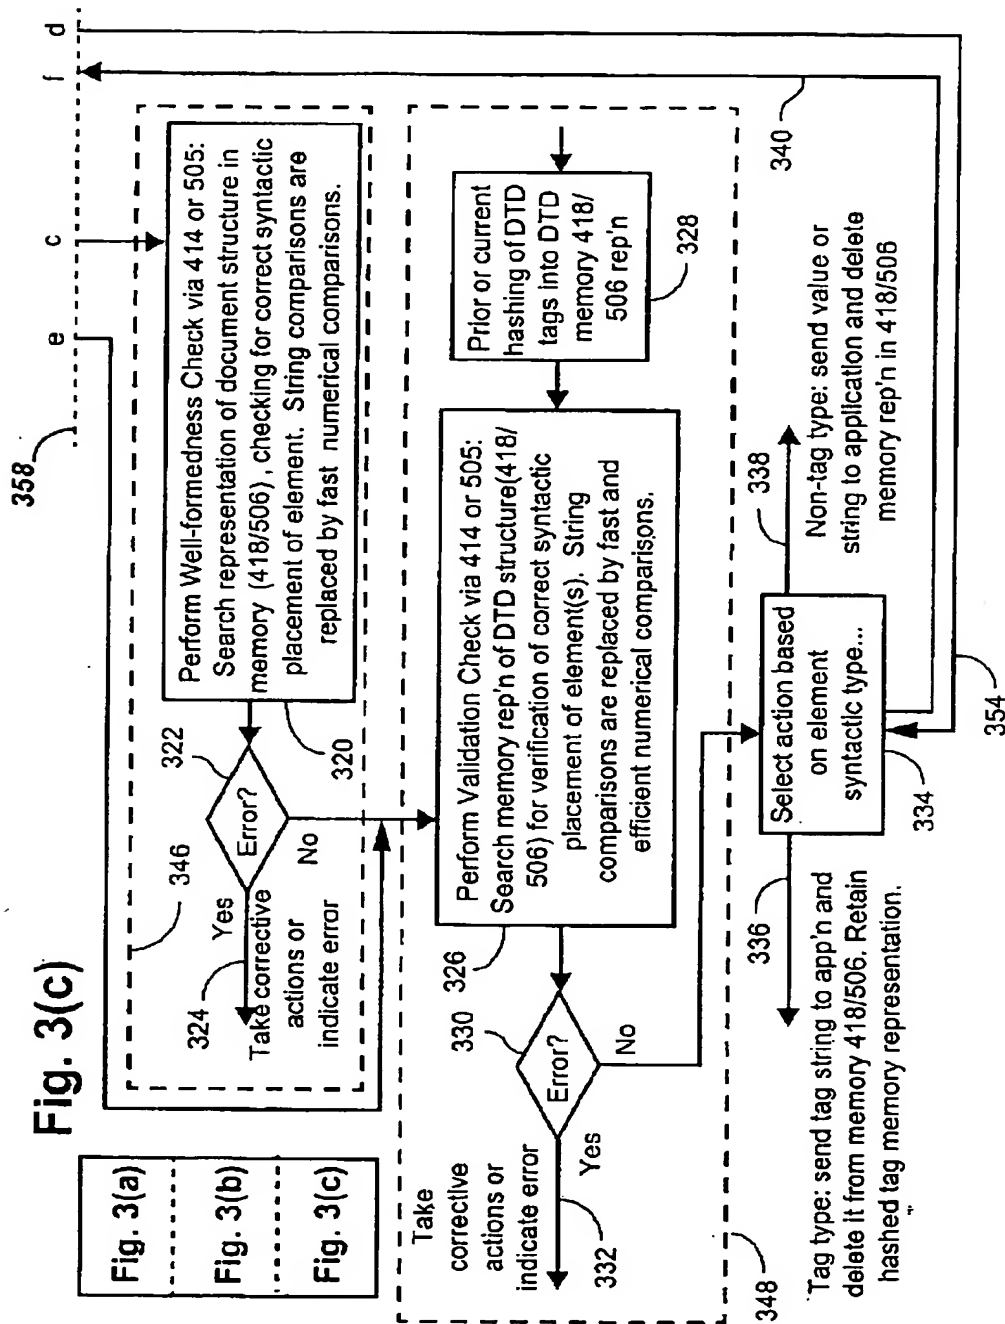 Fig. 3(c)
Fig. 3(a)
Fig. 3(b)
Fig. 3(c)
358
e
c
f
d
Perform Well-formedness Check via 414 or 505:
Search representation of document structure in
memory (418/506), checking for correct syntactic
placement of element. String comparisons are
replaced by fast numerical comparisons.
320
322
Error?
Yes
No
324
Take corrective
actions or
indicate error
346
Prior or current
hashing of DTD
tags into DTD
memory 418/
506 rep'n
328
Perform Validation Check via 414 or 505:
Search memory rep'n of DTD structure(418/
506) for verification of correct syntactic
placement of element(s). String
comparisons are replaced by fast and
efficient numerical comparisons.
326
330
Error?
No
Yes
Take
corrective
actions or
indicate error
332
348
Select action based
on element
syntactic type...
334
336
Tag type: send tag string to app'n and
delete it from memory 418/506. Retain
hashed tag memory representation.
338
Non-tag type: send value or
string to application and delete
memory rep'n in 418/506
340
354